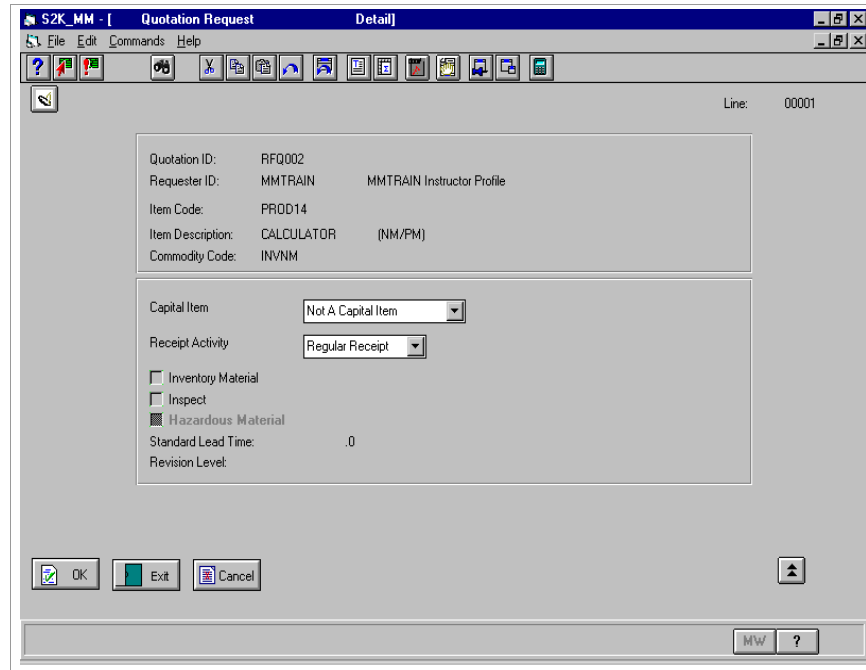 S2K_MM - [ Quotation Request Detail]
File Edit Commands Help
Line: 00001
Quotation ID: RFQ002
Requester ID: MMTRAIN MMTRAIN Instructor Profile
Item Code: PROD14
Item Description: CALCULATOR (NM/PM)
Commodity Code: INVNM
Capital Item Not A Capital Item
Receipt Activity Regular Receipt
Inventory Material
Inspect
Hazardous Material
Standard Lead Time: .0
Revision Level:
OK Exit Cancel
MW ?